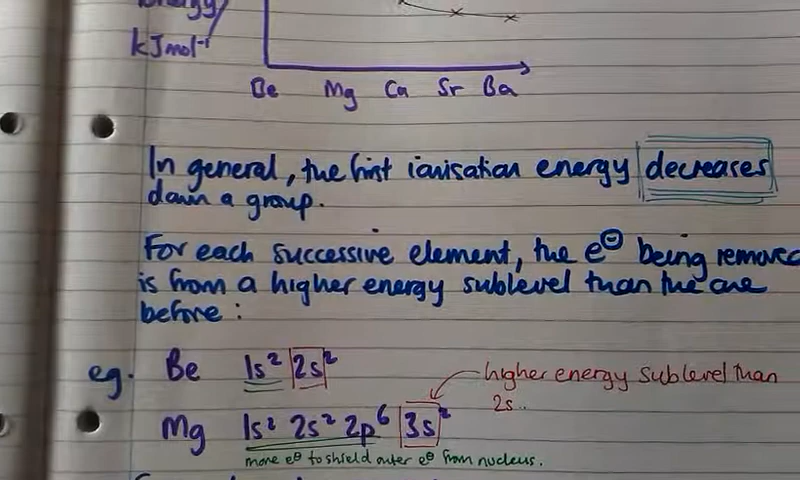 energy/
kJmol⁻¹
Be Mg Ca Sr Ba
In general, the first ionisation energy decreases
down a group.
For each successive element, the e⊖ being removed
is from a higher energy sublevel than the one
before :
eg. Be 1s² 2s²
higher energy sublevel than
2s.
Mg 1s² 2s² 2p⁶ 3s²
more e⊖ to shield outer e⊖ from nucleus.